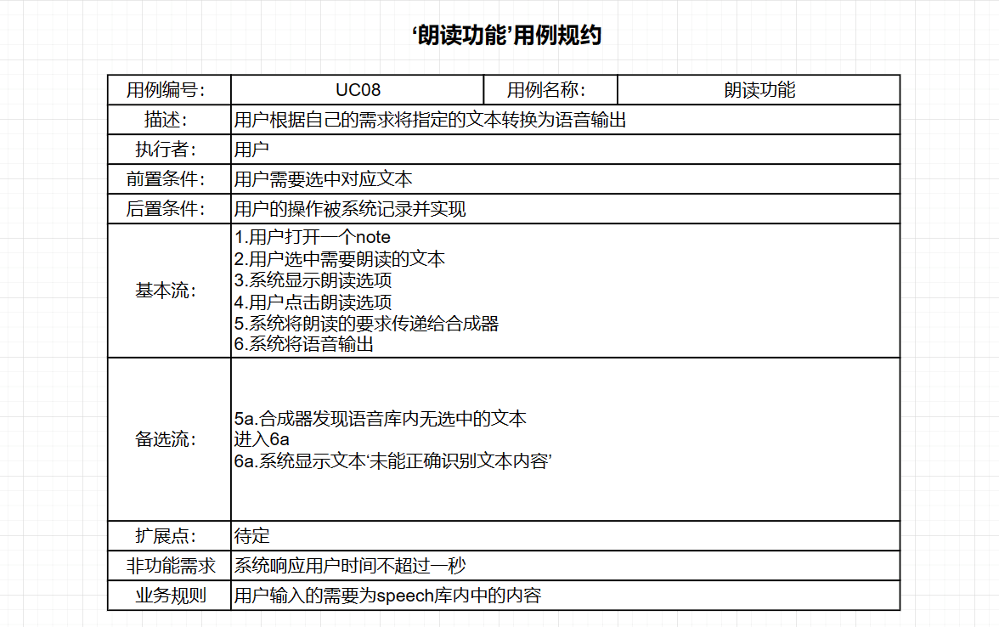 ‘朗读功能’用例规约
用例编号： UC08 用例名称： 朗读功能
描述： 用户根据自己的需求将指定的文本转换为语音输出
执行者： 用户
前置条件： 用户需要选中对应文本
后置条件： 用户的操作被系统记录并实现
基本流：
1.用户打开一个note
2.用户选中需要朗读的文本
3.系统显示朗读选项
4.用户点击朗读选项
5.系统将朗读的要求传递给合成器
6.系统将语音输出
备选流：
5a.合成器发现语音库内无选中的文本
进入6a
6a.系统显示文本‘未能正确识别文本内容’
扩展点： 待定
非功能需求 系统响应用户时间不超过一秒
业务规则 用户输入的需要为speech库内中的内容